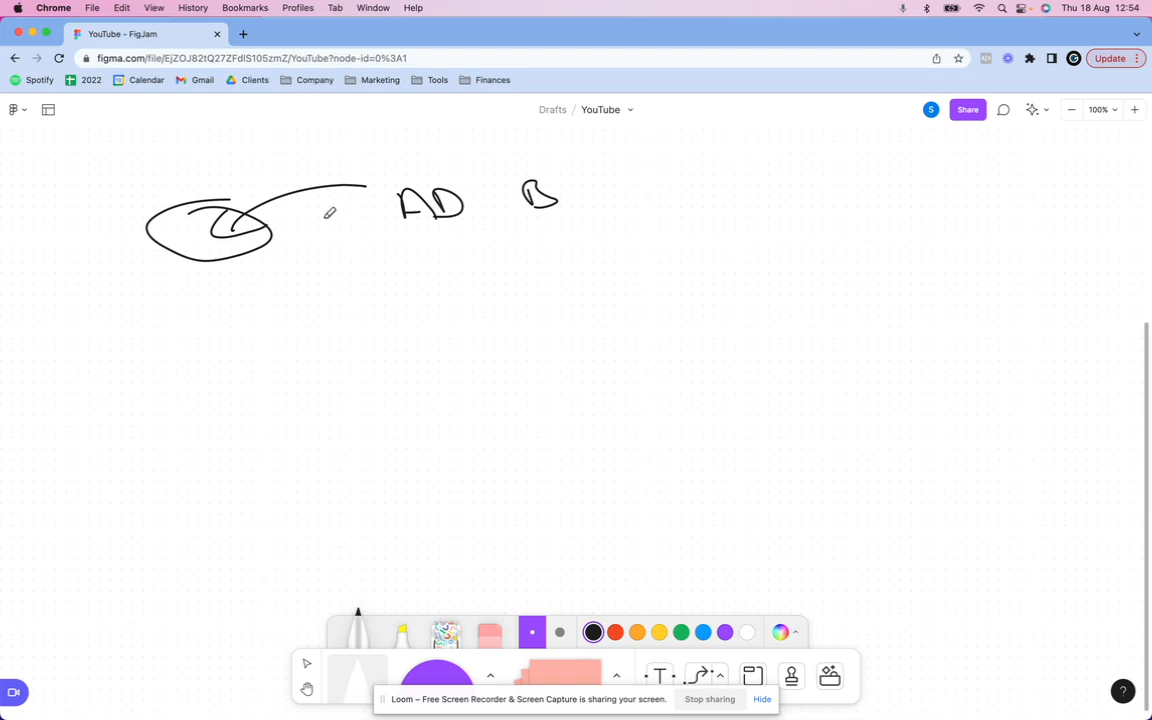 Chrome File Edit View History Bookmarks Profiles Tab Window Help Thu 18 Aug 12:54
YouTube - FigJam
figma.com/file/EjZOJ82tQ27ZFdIS105zmZ/YouTube?node-id=0%3A1 Update
Spotify 2022 Calendar Gmail Clients Company Marketing Tools Finances
Drafts / YouTube S Share 100%
AD B
T
Loom – Free Screen Recorder & Screen Capture is sharing your screen. Stop sharing Hide
?